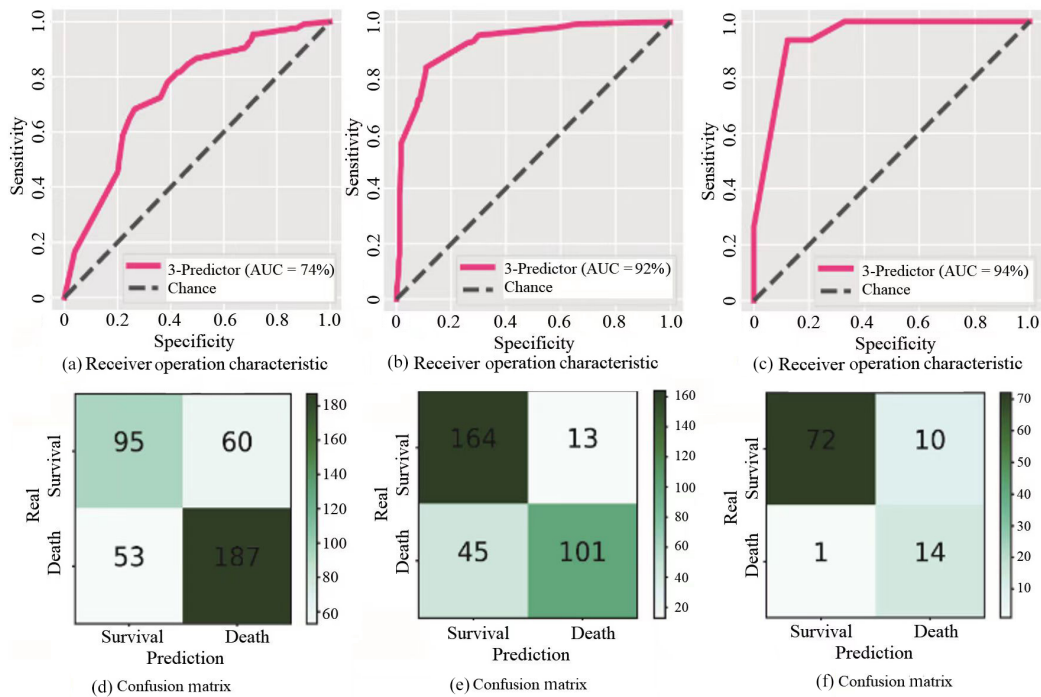 1.0
0.8
0.6
0.4
0.2
0
Sensitivity
3-Predictor (AUC = 74%)
Chance
0 0.2 0.4 0.6 0.8 1.0
Specificity
(a) Receiver operation characteristic
1.0
0.8
0.6
0.4
0.2
0
Sensitivity
3-Predictor (AUC = 92%)
Chance
0 0.2 0.4 0.6 0.8 1.0
Specificity
(b) Receiver operation characteristic
1.0
0.8
0.6
0.4
0.2
0
Sensitivity
3-Predictor (AUC = 94%)
Chance
0 0.2 0.4 0.6 0.8 1.0
Specificity
(c) Receiver operation characteristic
Real
Survival
Death
95 60
53 187
Survival Death
Prediction
180
160
140
120
100
80
60
(d) Confusion matrix
Real
Survival
Death
164 13
45 101
Survival Death
Prediction
160
140
120
100
80
60
40
20
(e) Confusion matrix
Real
Survival
Death
72 10
1 14
Survival Death
Prediction
70
60
50
40
30
20
10
(f) Confusion matrix